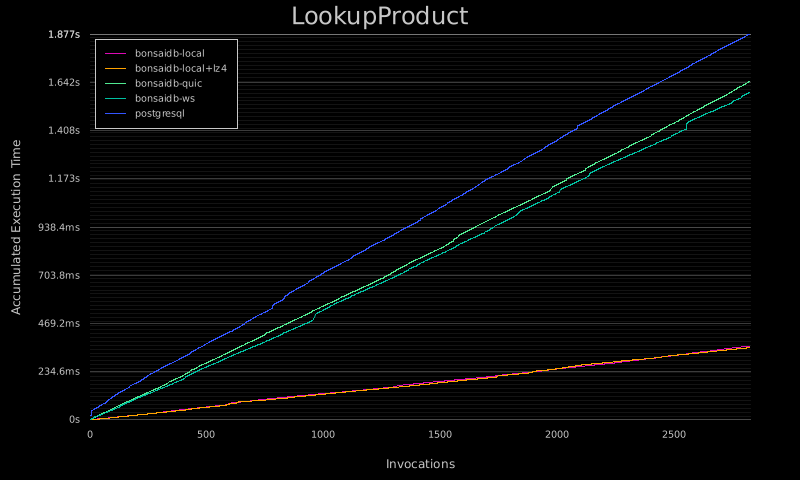 LookupProduct
1.877s
1.642s
1.408s
1.173s
938.4ms
703.8ms
469.2ms
234.6ms
0s
bonsaidb-local
bonsaidb-local+lz4
bonsaidb-quic
bonsaidb-ws
postgresql
Accumulated Execution Time
0 500 1000 1500 2000 2500
Invocations